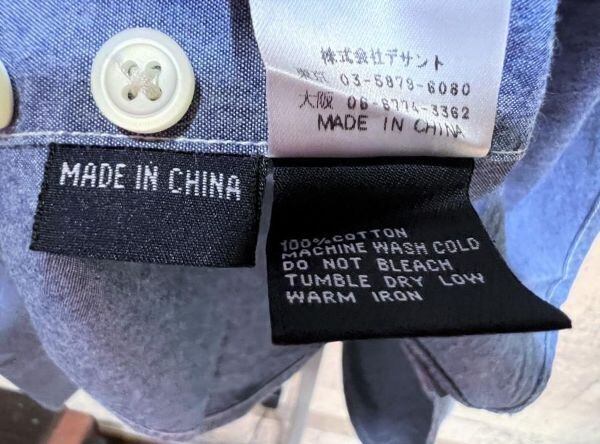 株式会社デサント
東京 03-5979-6080
大阪 06-6774-3362
MADE IN CHINA
MADE IN CHINA
100% COTTON
MACHINE WASH COLD
DO NOT BLEACH
TUMBLE DRY LOW
WARM IRON